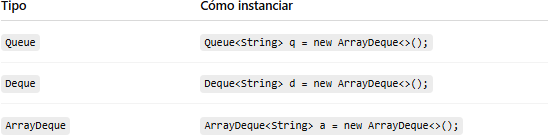 Tipo Cómo instanciar
Queue Queue<String> q = new ArrayDeque<>();
Deque Deque<String> d = new ArrayDeque<>();
ArrayDeque ArrayDeque<String> a = new ArrayDeque<>();